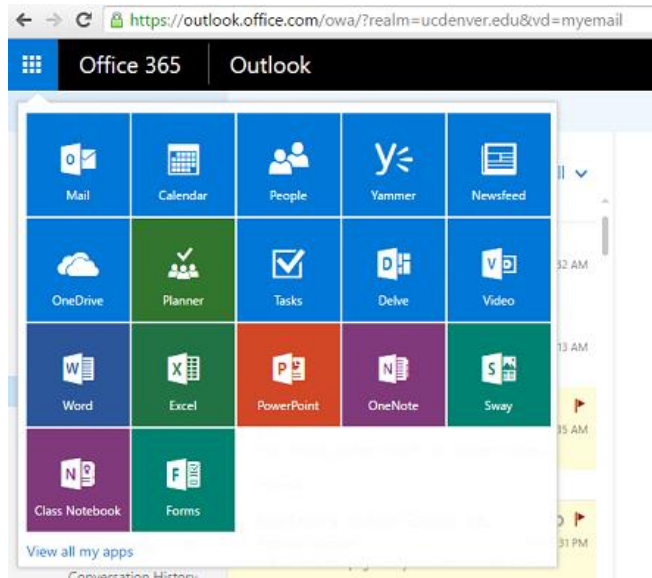 https://outlook.office.com/owa/?realm=ucdenver.edu&vd=myemail
Office 365 Outlook
Mail Calendar People Yammer Newsfeed
OneDrive Planner Tasks Delve Video
32 AM
Word Excel PowerPoint OneNote Sway
13 AM
35 AM
Class Notebook Forms
View all my apps
:31 PM
Conversation History